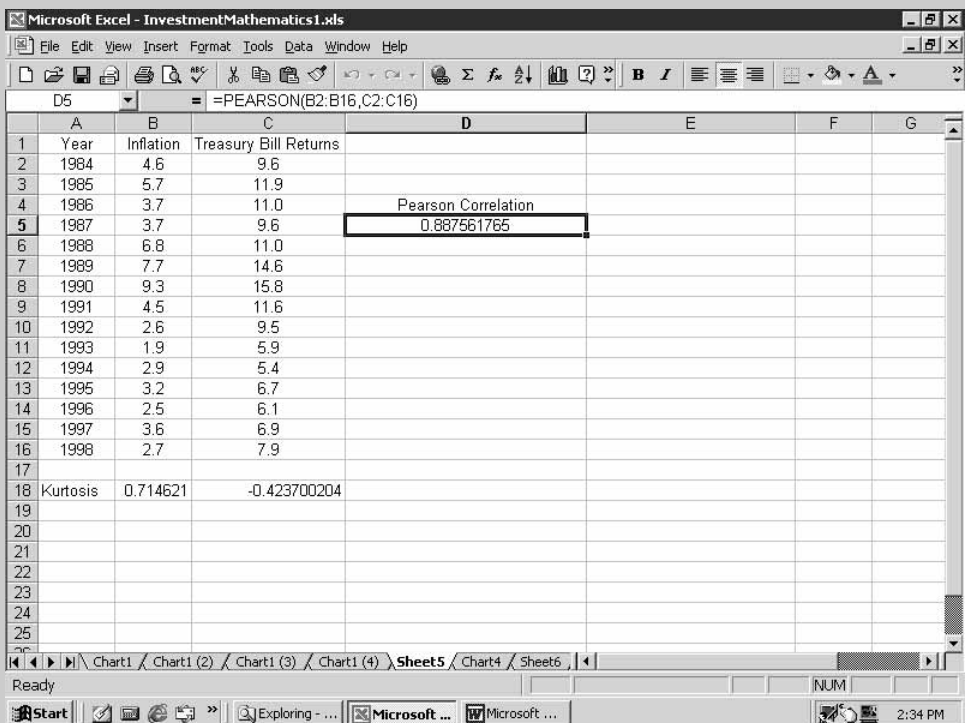 Microsoft Excel - InvestmentMathematics1.xls
File Edit View Insert Format Tools Data Window Help
D5 = =PEARSON(B2:B16,C2:C16)
A B C D E F G
1 Year Inflation Treasury Bill Returns
2 1984 4.6 9.6
3 1985 5.7 11.9
4 1986 3.7 11.0 Pearson Correlation
5 1987 3.7 9.6 0.887561765
6 1988 6.8 11.0
7 1989 7.7 14.6
8 1990 9.3 15.8
9 1991 4.5 11.6
10 1992 2.6 9.5
11 1993 1.9 5.9
12 1994 2.9 5.4
13 1995 3.2 6.7
14 1996 2.5 6.1
15 1997 3.6 6.9
16 1998 2.7 7.9
17
18 Kurtosis 0.714621 -0.423700204
19
20
21
22
23
24
25
Chart1 Chart1 (2) Chart1 (3) Chart1 (4) Sheet5 Chart4 Sheet6
Ready NUM
Start Exploring - ... Microsoft ... Microsoft ... 2:34 PM